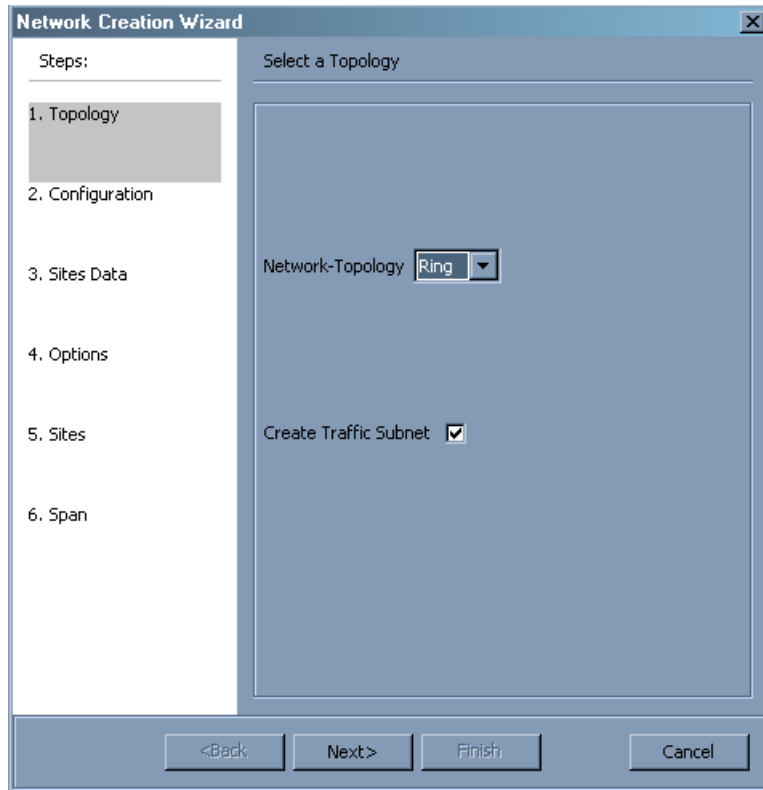 Network Creation Wizard
Steps:
Select a Topology
1. Topology
2. Configuration
3. Sites Data
4. Options
5. Sites
6. Span
Network-Topology Ring
Create Traffic Subnet
<Back Next> Finish Cancel